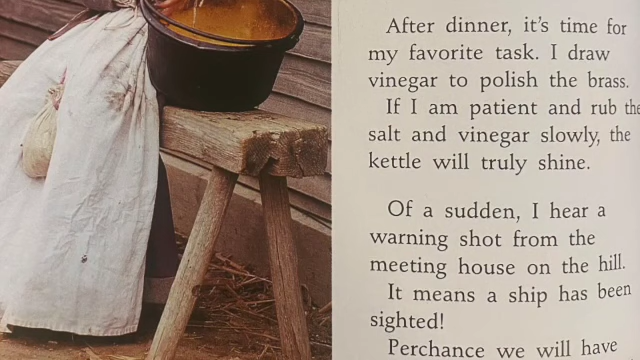 After dinner, it's time for
my favorite task. I draw
vinegar to polish the brass.
If I am patient and rub the
salt and vinegar slowly, the
kettle will truly shine.
Of a sudden, I hear a
warning shot from the
meeting house on the hill.
It means a ship has been
sighted!
Perchance we will have